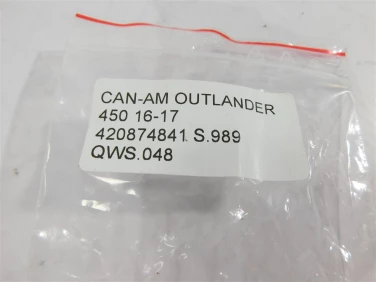 CAN-AM OUTLANDER
450 16-17
420874841 S.989
QWS.048